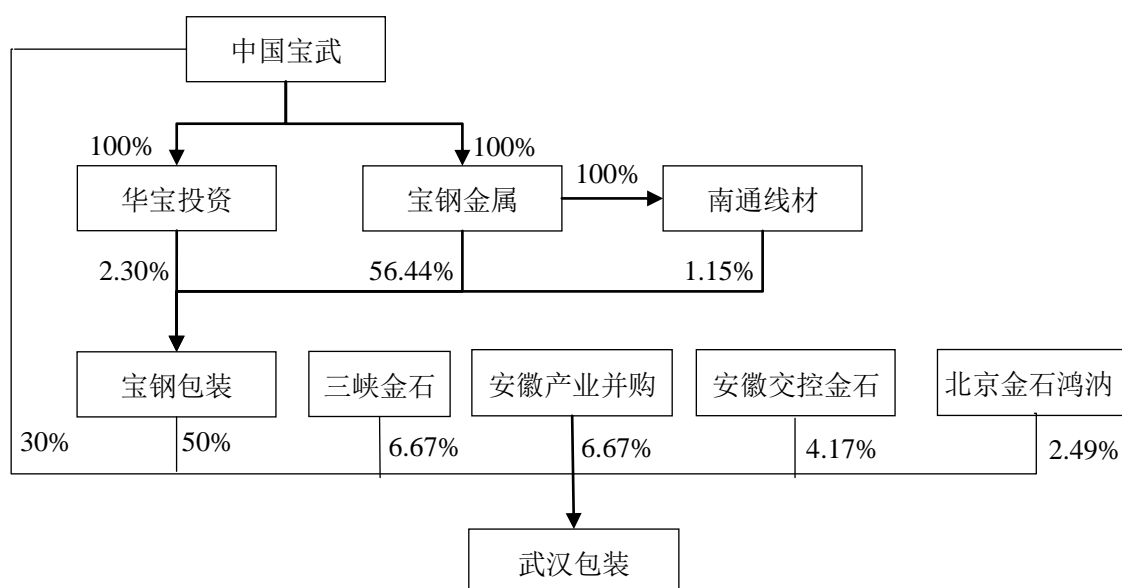 中国宝武
100%
100%
100%
华宝投资
宝钢金属
南通线材
2.30%
56.44%
1.15%
宝钢包装
三峡金石
安徽产业并购
安徽交控金石
北京金石鸿汭
30%
50%
6.67%
6.67%
4.17%
2.49%
武汉包装